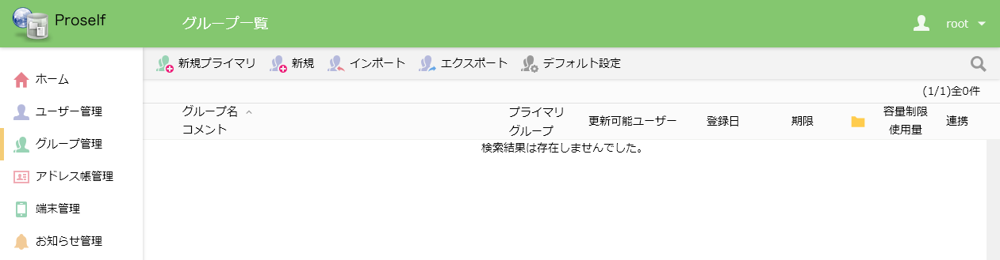 Proself
グループ一覧
root
新規プライマリ
新規
インポート
エクスポート
デフォルト設定
ホーム
ユーザー管理
グループ管理
アドレス帳管理
端末管理
お知らせ管理
(1/1)全0件
グループ名
コメント
プライマリ
グループ
更新可能ユーザー
登録日
期限
容量制限
使用量
連携
検索結果は存在しませんでした。